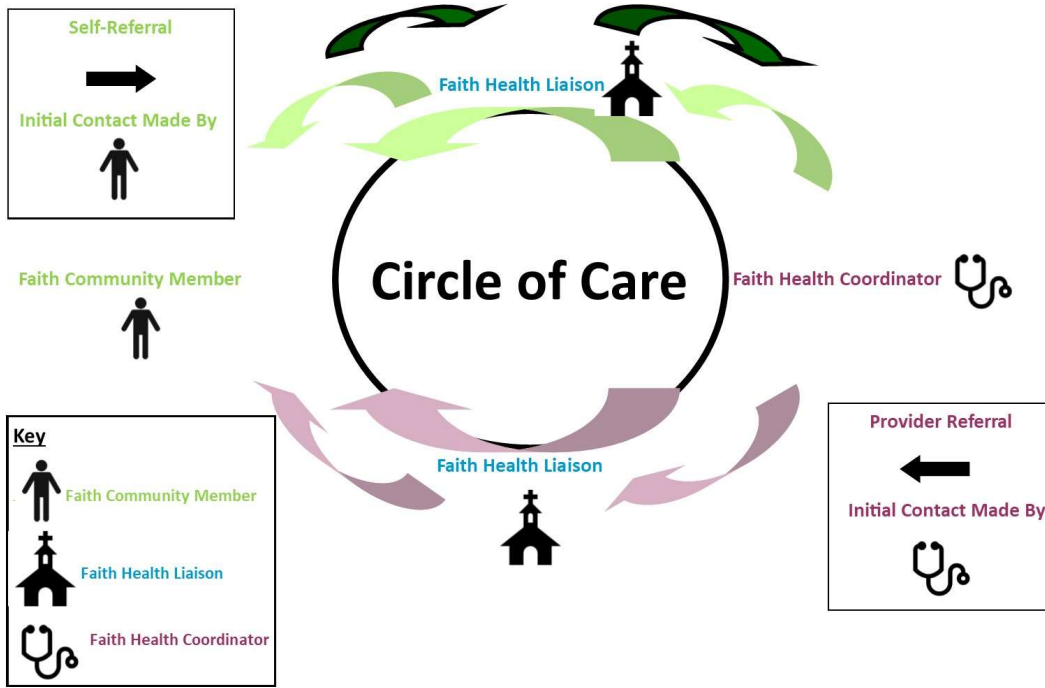 Self-Referral
Initial Contact Made By
Faith Health Liaison
Faith Community Member
Circle of Care
Faith Health Coordinator
Key
Faith Community Member
Faith Health Liaison
Faith Health Coordinator
Faith Health Liaison
Provider Referral
Initial Contact Made By